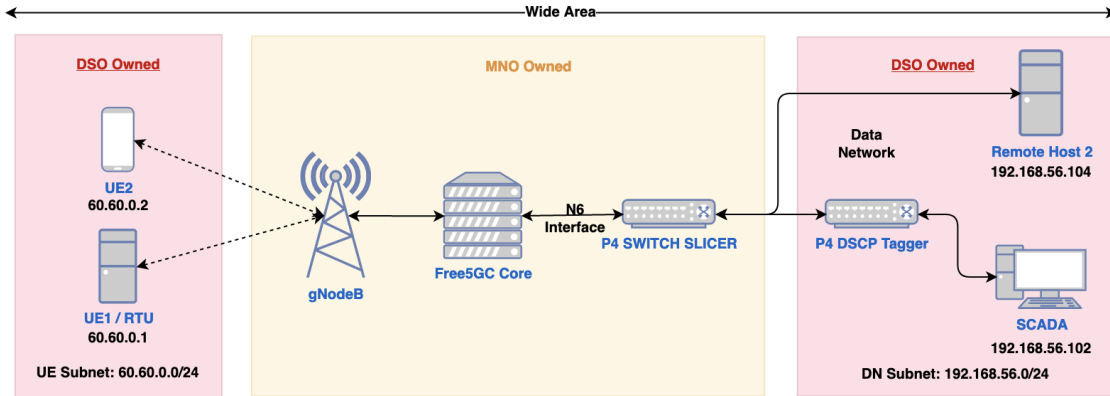 Wide Area
DSO Owned
UE2
60.60.0.2
UE1 / RTU
60.60.0.1
UE Subnet: 60.60.0.0/24
MNO Owned
gNodeB
Free5GC Core
N6
Interface
P4 SWITCH SLICER
DSO Owned
Data
Network
Remote Host 2
192.168.56.104
P4 DSCP Tagger
SCADA
192.168.56.102
DN Subnet: 192.168.56.0/24